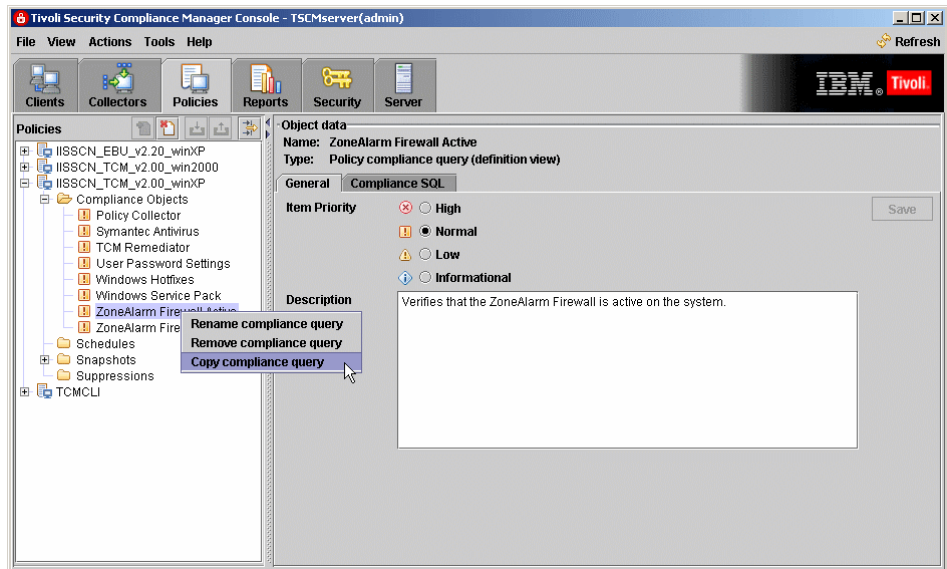 Tivoli Security Compliance Manager Console - TSCMserver(admin)
File View Actions Tools Help
Refresh
Clients Collectors Policies Reports Security Server
IBM® Tivoli.
Policies
IISSCN_EBU_v2.20_winXP
IISSCN_TCM_v2.00_win2000
IISSCN_TCM_v2.00_winXP
Compliance Objects
Policy Collector
Symantec Antivirus
TCM Remediator
User Password Settings
Windows Hotfixes
Windows Service Pack
ZoneAlarm Firewall Active
ZoneAlarm Fire
Schedules
Snapshots
Suppressions
TCMCLI
Rename compliance query
Remove compliance query
Copy compliance query
Object data
Name: ZoneAlarm Firewall Active
Type: Policy compliance query (definition view)
General Compliance SQL
Item Priority
High
Normal
Low
Informational
Save
Description
Verifies that the ZoneAlarm Firewall is active on the system.